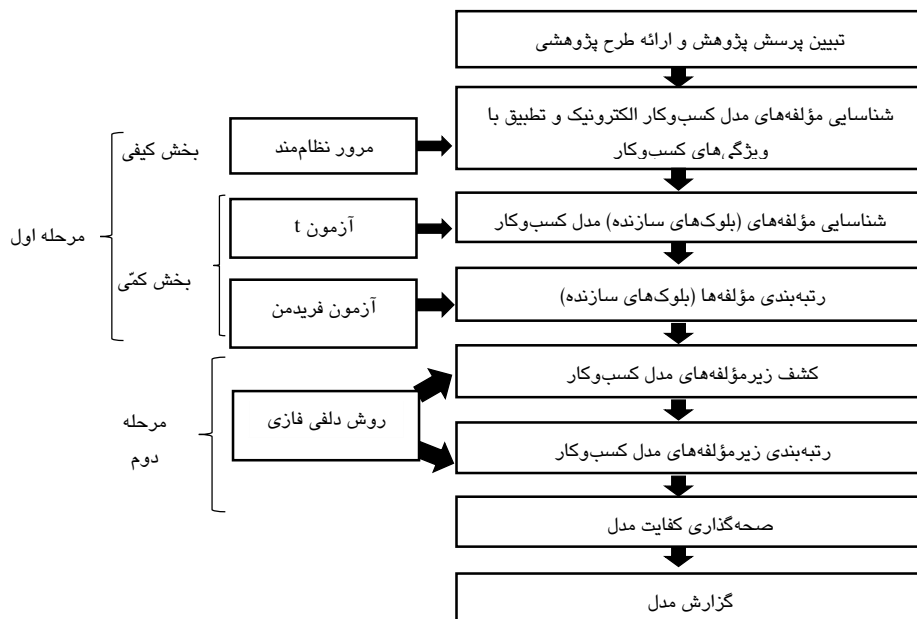 تبیین پرسش پژوهش و ارائه طرح پژوهشی
شناسایی مؤلفه‌های مدل کسب‌وکار الکترونیک و تطبیق با
ویژگی‌های کسب‌وکار
مرور نظام‌مند
بخش کیفی
شناسایی مؤلفه‌های (بلوک‌های سازنده) مدل کسب‌وکار
آزمون t
مرحله اول
بخش کمّی
رتبه‌بندی مؤلفه‌ها (بلوک‌های سازنده)
آزمون فریدمن
کشف زیرمؤلفه‌های مدل کسب‌وکار
روش دلفی فازی
مرحله
دوم
رتبه‌بندی زیرمؤلفه‌های مدل کسب‌وکار
صحه‌گذاری کفایت مدل
گزارش مدل